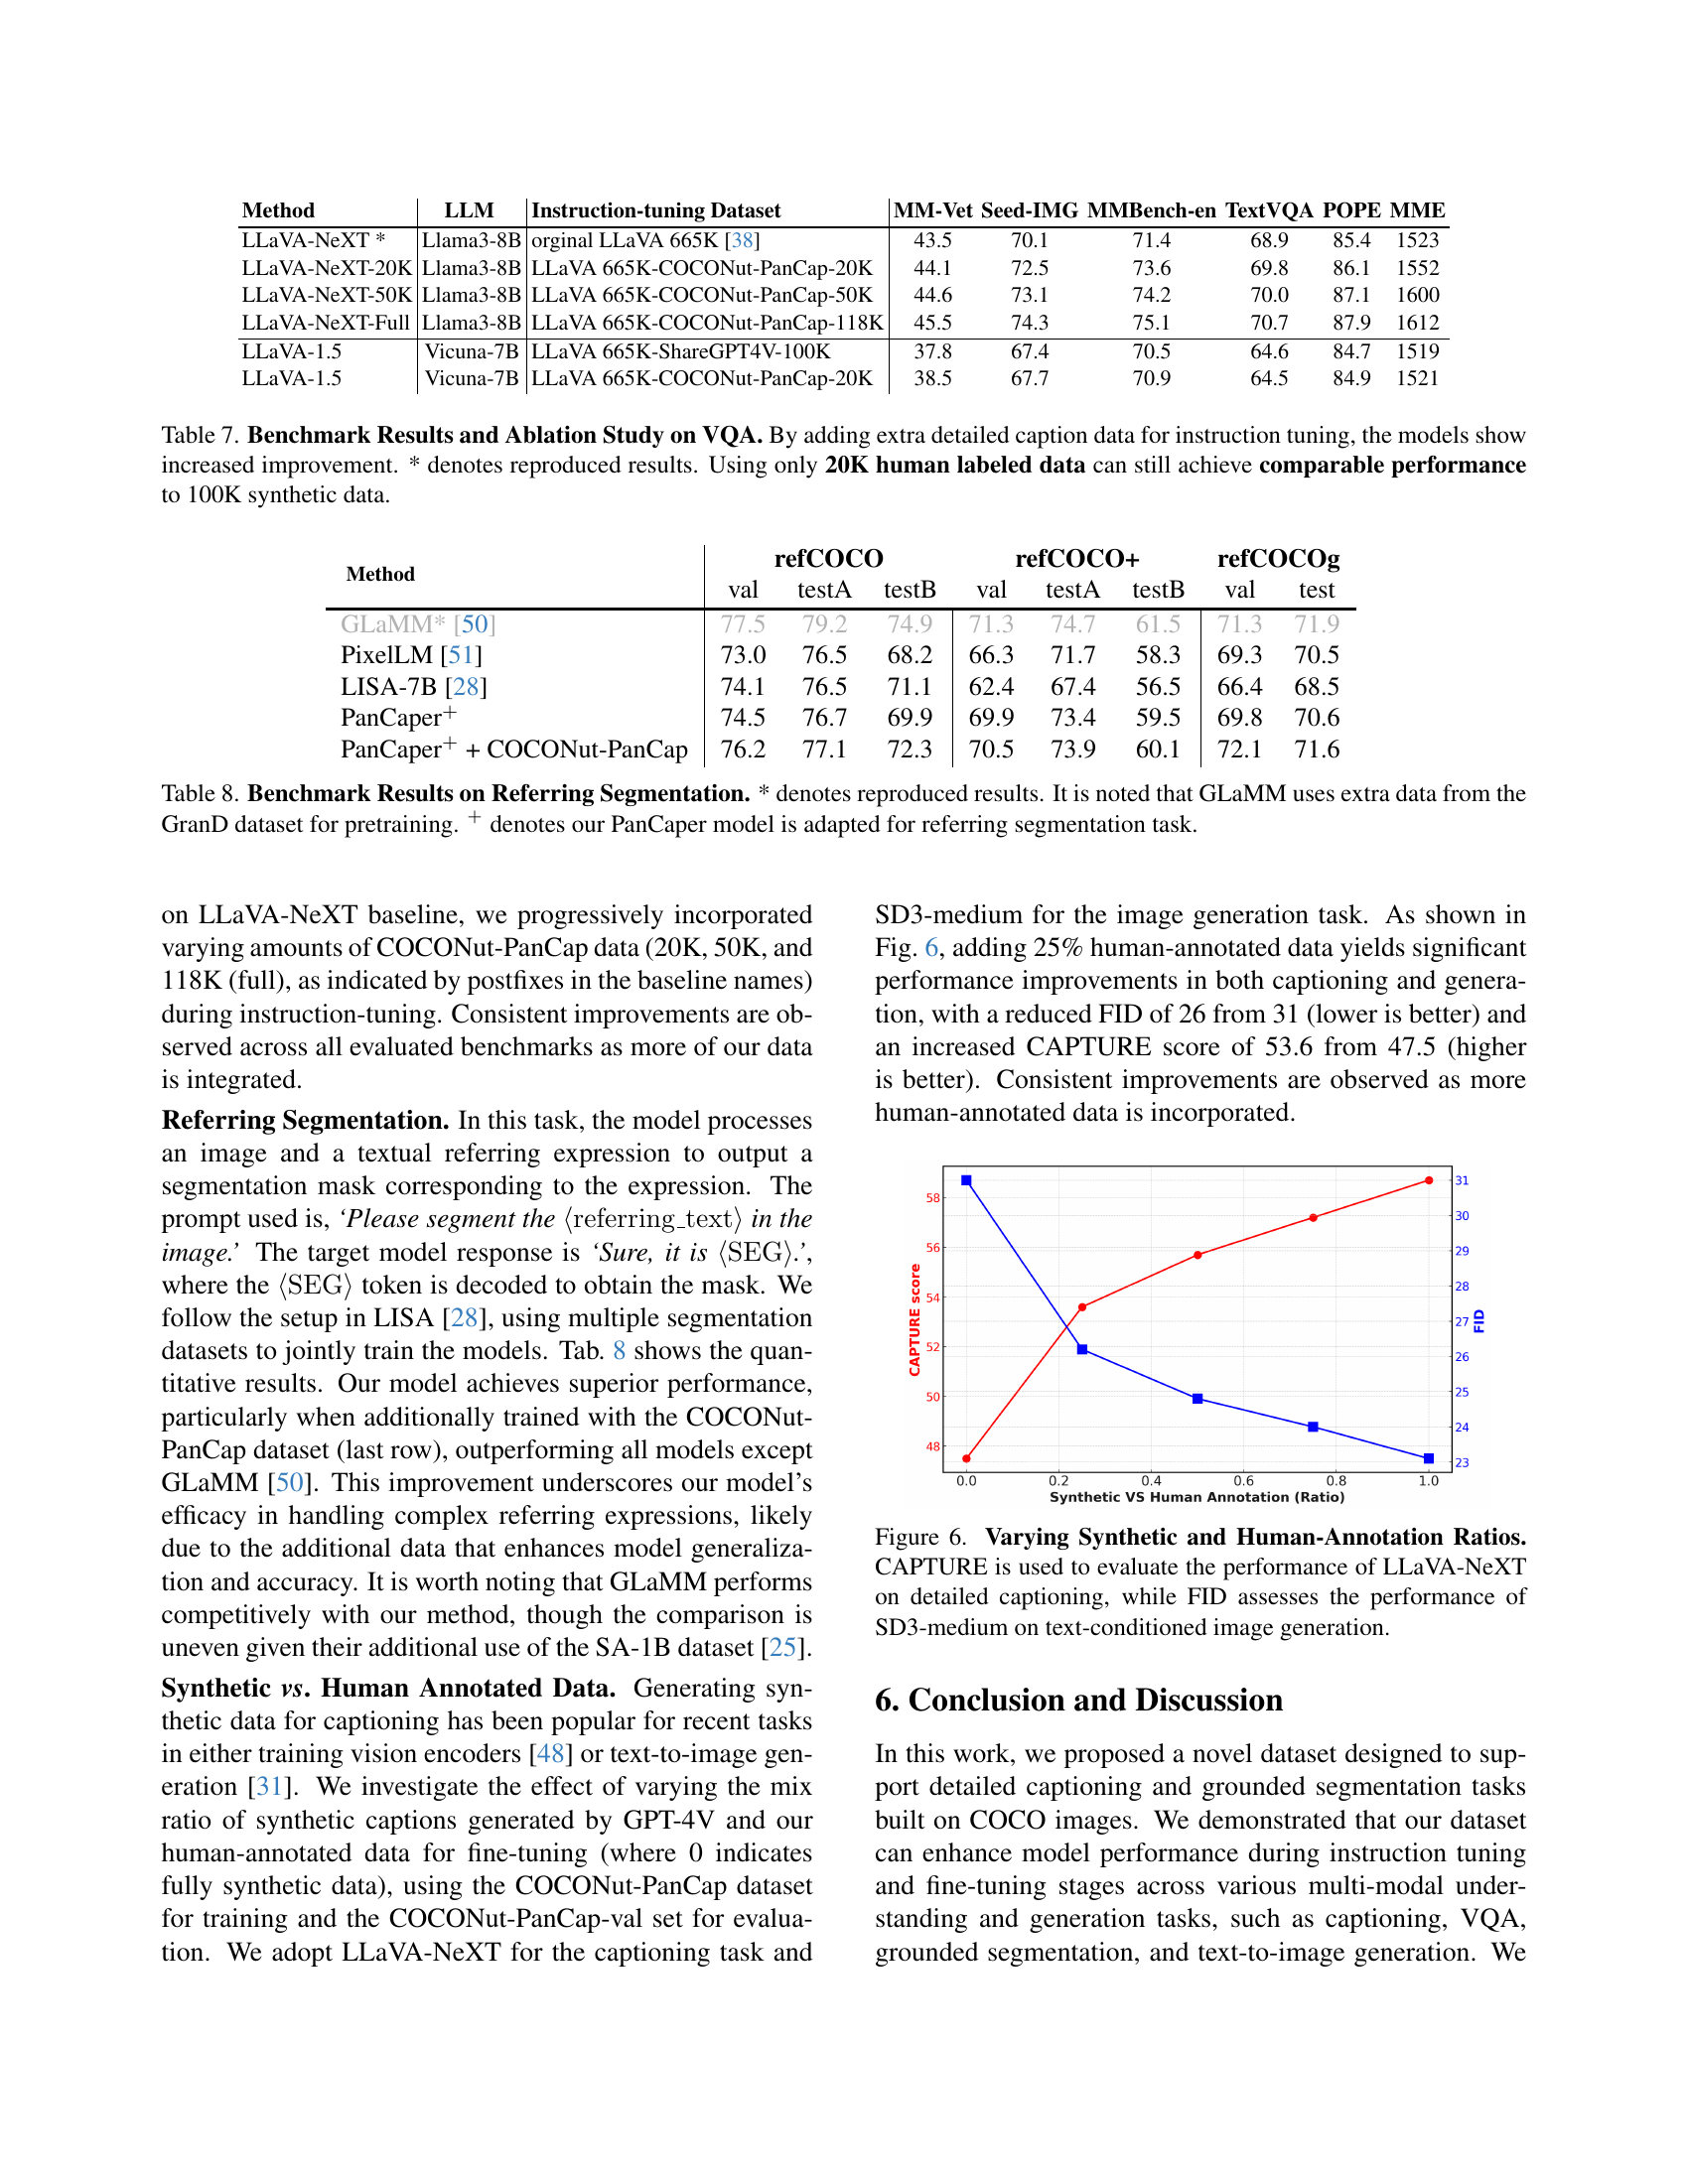 Method LLM Instruction-tuning Dataset MM-Vet Seed-IMG MMBench-en TextVQA POPE MME
LLaVA-NeXT * Llama3-8B orginal LLaVA 665K [38] 43.5 70.1 71.4 68.9 85.4 1523
LLaVA-NeXT-20K Llama3-8B LLaVA 665K-COCONut-PanCap-20K 44.1 72.5 73.6 69.8 86.1 1552
LLaVA-NeXT-50K Llama3-8B LLaVA 665K-COCONut-PanCap-50K 44.6 73.1 74.2 70.0 87.1 1600
LLaVA-NeXT-Full Llama3-8B LLaVA 665K-COCONut-PanCap-118K 45.5 74.3 75.1 70.7 87.9 1612
LLaVA-1.5 Vicuna-7B LLaVA 665K-ShareGPT4V-100K 37.8 67.4 70.5 64.6 84.7 1519
LLaVA-1.5 Vicuna-7B LLaVA 665K-COCONut-PanCap-20K 38.5 67.7 70.9 64.5 84.9 1521
Table 7. Benchmark Results and Ablation Study on VQA. By adding extra detailed caption data for instruction tuning, the models show
increased improvement. * denotes reproduced results. Using only 20K human labeled data can still achieve comparable performance
to 100K synthetic data.
Method refCOCO refCOCO+ refCOCOg
val testA testB val testA testB val test
GLaMM* [50] 77.5 79.2 74.9 71.3 74.7 61.5 71.3 71.9
PixelLM [51] 73.0 76.5 68.2 66.3 71.7 58.3 69.3 70.5
LISA-7B [28] 74.1 76.5 71.1 62.4 67.4 56.5 66.4 68.5
PanCaper+ 74.5 76.7 69.9 69.9 73.4 59.5 69.8 70.6
PanCaper+ + COCONut-PanCap 76.2 77.1 72.3 70.5 73.9 60.1 72.1 71.6
Table 8. Benchmark Results on Referring Segmentation. * denotes reproduced results. It is noted that GLaMM uses extra data from the
GranD dataset for pretraining. + denotes our PanCaper model is adapted for referring segmentation task.
on LLaVA-NeXT baseline, we progressively incorporated
varying amounts of COCONut-PanCap data (20K, 50K, and
118K (full), as indicated by postfixes in the baseline names)
during instruction-tuning. Consistent improvements are ob-
served across all evaluated benchmarks as more of our data
is integrated.
Referring Segmentation. In this task, the model processes
an image and a textual referring expression to output a
segmentation mask corresponding to the expression. The
prompt used is, ‘Please segment the ⟨referring_text⟩ in the
image.’ The target model response is ‘Sure, it is ⟨SEG⟩.’,
where the ⟨SEG⟩ token is decoded to obtain the mask. We
follow the setup in LISA [28], using multiple segmentation
datasets to jointly train the models. Tab. 8 shows the quan-
titative results. Our model achieves superior performance,
particularly when additionally trained with the COCONut-
PanCap dataset (last row), outperforming all models except
GLaMM [50]. This improvement underscores our model's
efficacy in handling complex referring expressions, likely
due to the additional data that enhances model generaliza-
tion and accuracy. It is worth noting that GLaMM performs
competitively with our method, though the comparison is
uneven given their additional use of the SA-1B dataset [25].
Synthetic vs. Human Annotated Data. Generating syn-
thetic data for captioning has been popular for recent tasks
in either training vision encoders [48] or text-to-image gen-
eration [31]. We investigate the effect of varying the mix
ratio of synthetic captions generated by GPT-4V and our
human-annotated data for fine-tuning (where 0 indicates
fully synthetic data), using the COCONut-PanCap dataset
for training and the COCONut-PanCap-val set for evalua-
tion. We adopt LLaVA-NeXT for the captioning task and
SD3-medium for the image generation task. As shown in
Fig. 6, adding 25% human-annotated data yields significant
performance improvements in both captioning and genera-
tion, with a reduced FID of 26 from 31 (lower is better) and
an increased CAPTURE score of 53.6 from 47.5 (higher
is better). Consistent improvements are observed as more
human-annotated data is incorporated.
CAPTURE score
58
56
54
52
50
48
31
30
29
28
27
26
25
24
23
FID
0.0 0.2 0.4 0.6 0.8 1.0
Synthetic VS Human Annotation (Ratio)
Figure 6. Varying Synthetic and Human-Annotation Ratios.
CAPTURE is used to evaluate the performance of LLaVA-NeXT
on detailed captioning, while FID assesses the performance of
SD3-medium on text-conditioned image generation.
6. Conclusion and Discussion
In this work, we proposed a novel dataset designed to sup-
port detailed captioning and grounded segmentation tasks
built on COCO images. We demonstrated that our dataset
can enhance model performance during instruction tuning
and fine-tuning stages across various multi-modal under-
standing and generation tasks, such as captioning, VQA,
grounded segmentation, and text-to-image generation. We